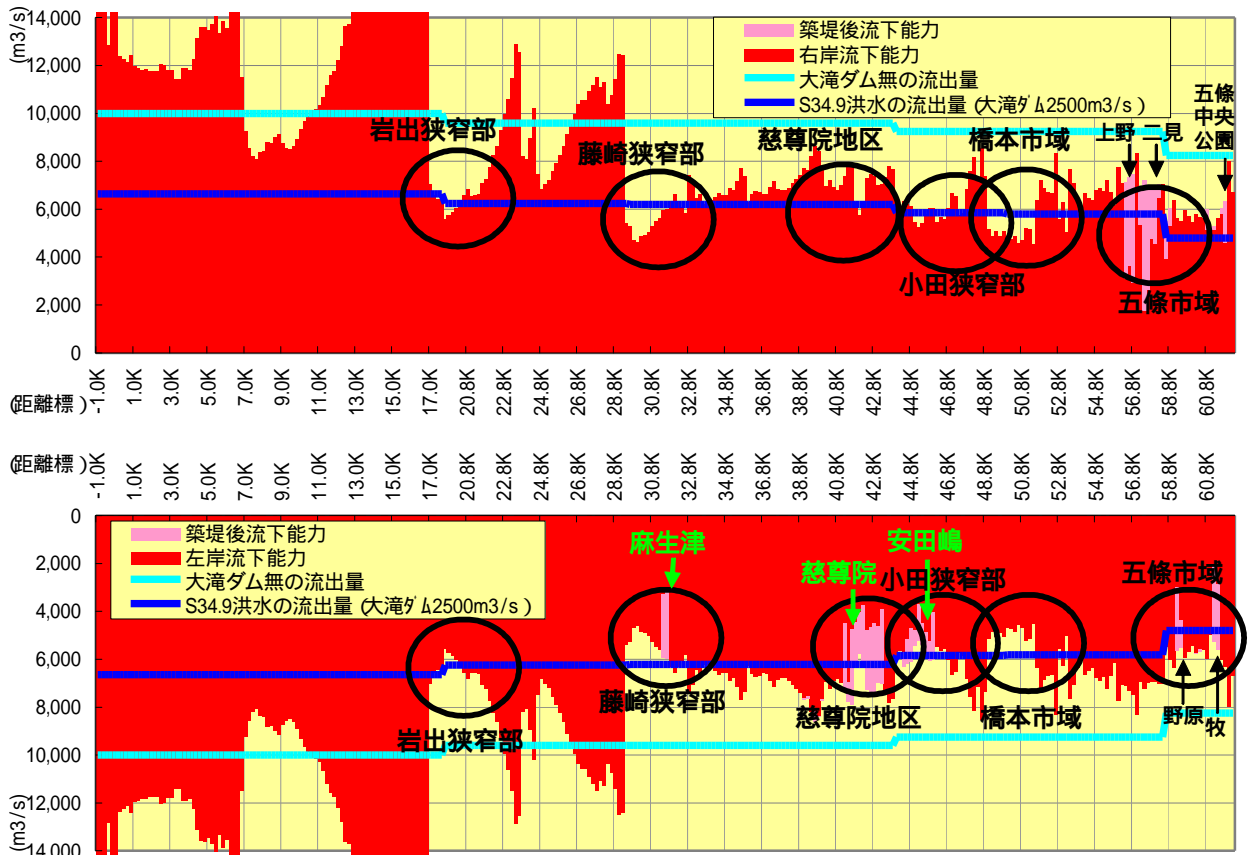 (m3/s)
14,000
12,000
10,000
8,000
6,000
4,000
2,000
0
築堤後流下能力
右岸流下能力
大滝ダム無の流出量
S34.9洪水の流出量 (大滝ダム2500m3/s)
岩出狭窄部
藤崎狭窄部
慈尊院地区
小田狭窄部
橋本市域
上野
二見
五條
中央
公園
五條市域
(距離標)
-1.0K
1.0K
3.0K
5.0K
7.0K
9.0K
11.0K
13.0K
15.0K
17.0K
20.8K
22.8K
24.8K
26.8K
28.8K
30.8K
32.8K
34.8K
36.8K
38.8K
40.8K
42.8K
44.8K
46.8K
48.8K
50.8K
52.8K
54.8K
56.8K
58.8K
60.8K
(距離標)
-1.0K
1.0K
3.0K
5.0K
7.0K
9.0K
11.0K
13.0K
15.0K
17.0K
20.8K
22.8K
24.8K
26.8K
28.8K
30.8K
32.8K
34.8K
36.8K
38.8K
40.8K
42.8K
44.8K
46.8K
48.8K
50.8K
52.8K
54.8K
56.8K
58.8K
60.8K
0
2,000
4,000
6,000
8,000
10,000
12,000
14,000
(m3/s)
築堤後流下能力
左岸流下能力
大滝ダム無の流出量
S34.9洪水の流出量 (大滝ダム2500m3/s)
麻生津
慈尊院
安田嶋
小田狭窄部
五條市域
岩出狭窄部
藤崎狭窄部
慈尊院地区
橋本市域
野原
牧